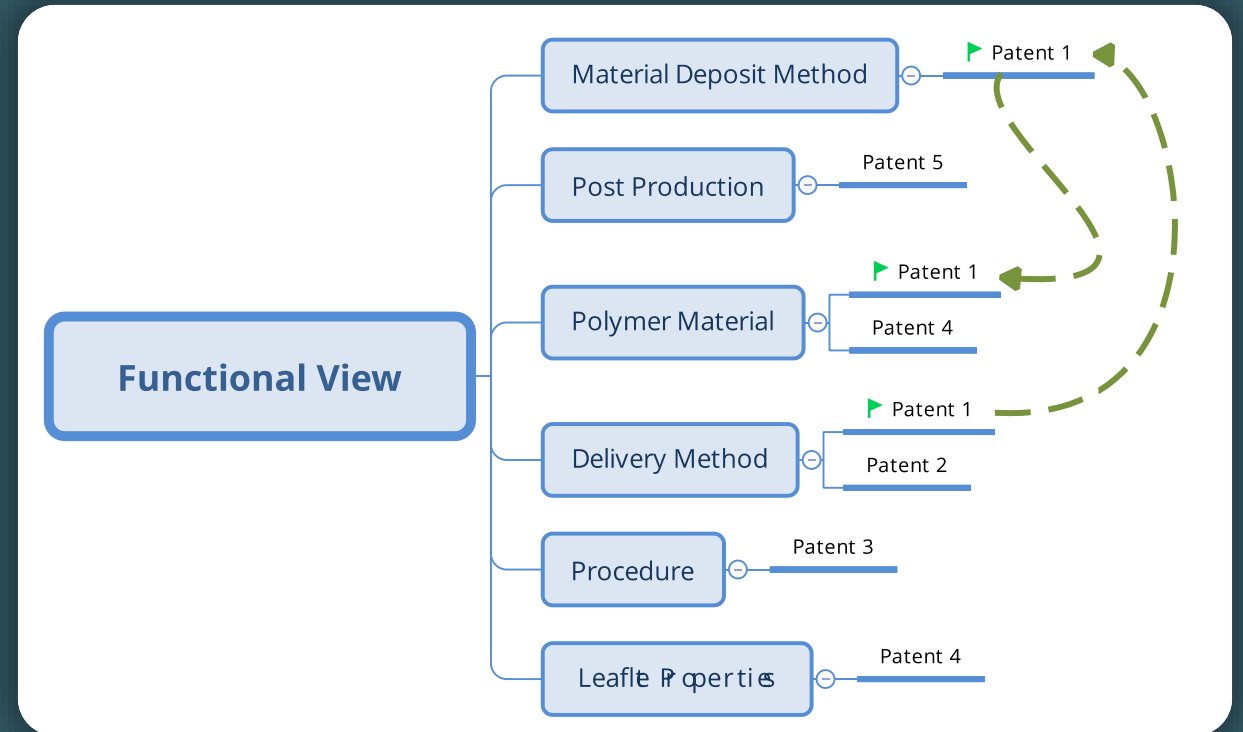 Material Deposit Method
Patent 1
Post Production
Patent 5
Functional View
Polymer Material
Patent 1
Patent 4
Delivery Method
Patent 1
Patent 2
Procedure
Patent 3
Properties
Patent 4